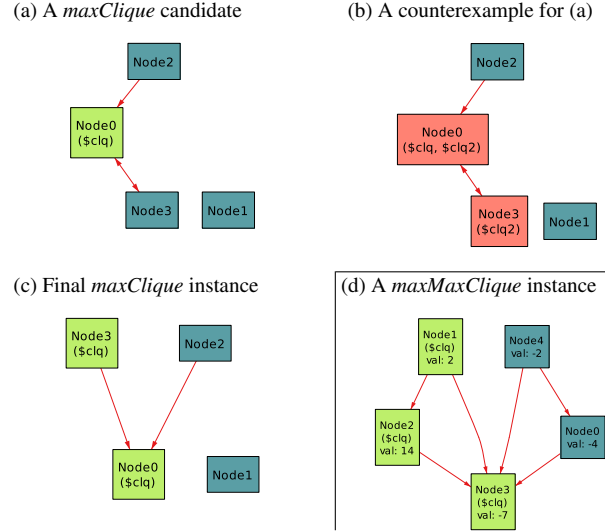 (a) A maxClique candidate
Node2
Node0
($clq)
Node3
Node1
(b) A counterexample for (a)
Node2
Node0
($clq, $clq2)
Node3
($clq2)
Node1
(c) Final maxClique instance
Node3
($clq)
Node2
Node0
($clq)
Node1
(d) A maxMaxClique instance
Node1
($clq)
val: 2
Node4
val: -2
Node2
($clq)
val: 14
Node0
val: -4
Node3
($clq)
val: -7